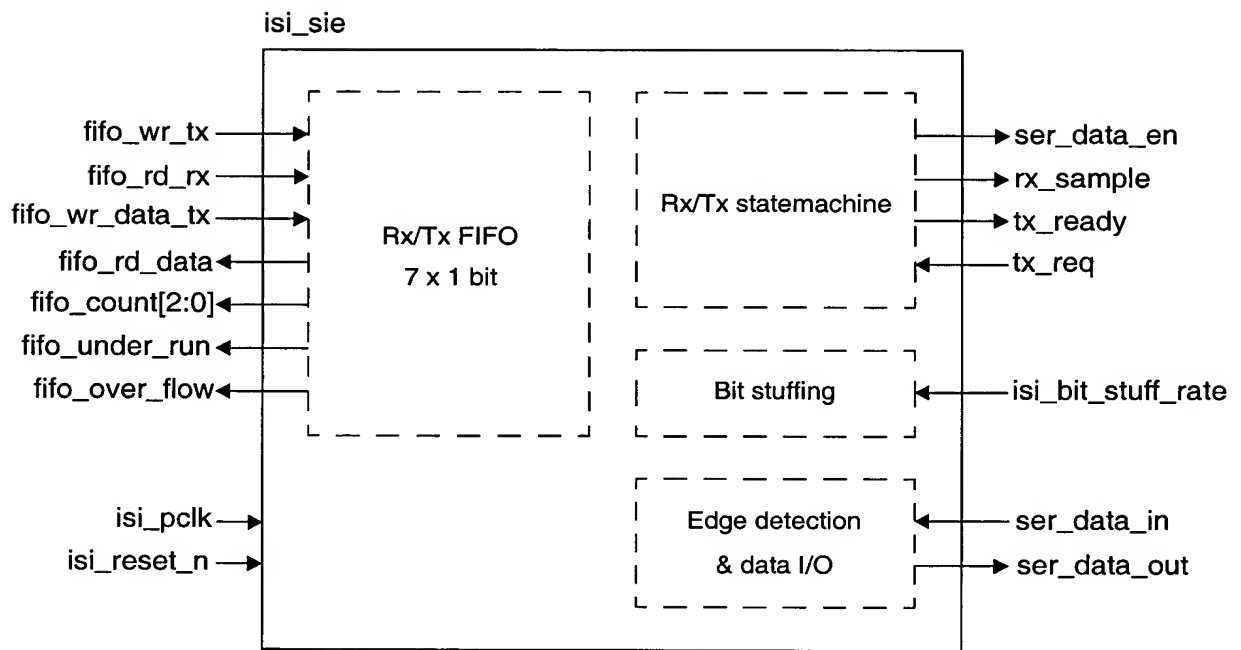 isi_sie
fifo_wr_tx
fifo_rd_rx
fifo_wr_data_tx
fifo_rd_data
fifo_count[2:0]
fifo_under_run
fifo_over_flow
isi_pclk
isi_reset_n
Rx/Tx FIFO
7 x 1 bit
Rx/Tx statemachine
Bit stuffing
Edge detection
& data I/O
ser_data_en
rx_sample
tx_ready
tx_req
isi_bit_stuff_rate
ser_data_in
ser_data_out